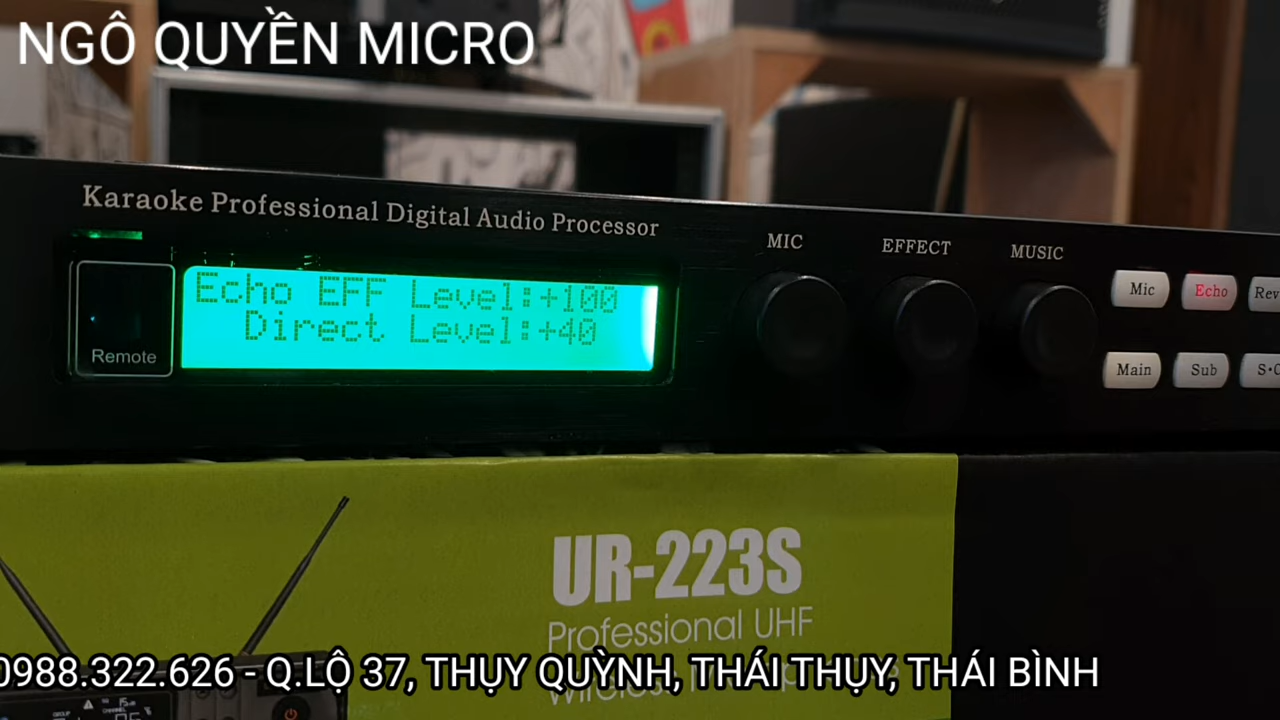 NGÔ QUYỀN MICRO
Karaoke Professional Digital Audio Processor
MIC
EFFECT
MUSIC
Echo EFF Level:+100
Direct Level:+40
Remote
Mic
Echo
Rev
Main
Sub
UR-223S
Professional UHF
0988.322.626 - Q.LỘ 37, THỤY QUỲNH, THÁI THỤY, THÁI BÌNH